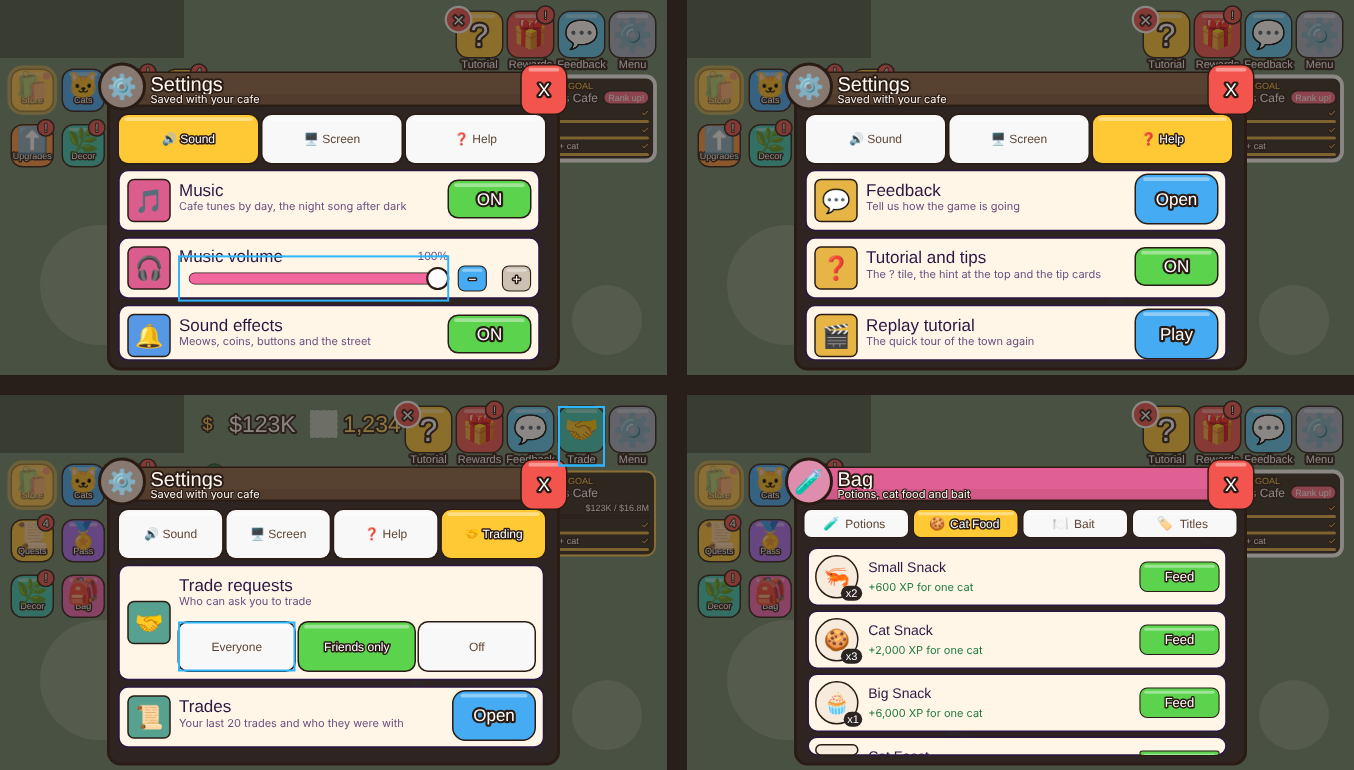 Tutorial
Rewards
Feedback
Menu
Store
Cats
Upgrades
Decor
GOAL
Cafe
+ cat
Settings
Saved with your cafe
X
Sound
Screen
Help
Music
Cafe tunes by day, the night song after dark
ON
Music volume
100%
−
+
Sound effects
Meows, coins, buttons and the street
ON
Tutorial
Rewards
Feedback
Menu
Store
Cats
Upgrades
Decor
GOAL
s Cafe
Rank up!
+ cat
Settings
Saved with your cafe
X
Sound
Screen
Help
Feedback
Tell us how the game is going
Open
Tutorial and tips
The ? tile, the hint at the top and the tip cards
ON
Replay tutorial
The quick tour of the town again
Play
$ $123K
1,234
Tutorial
Rewards
Feedback
Trade
Menu
Store
Cats
Quests
4
Pass
Decor
Bag
GOAL
Cafe
$123K / $16.8M
+ cat
Settings
Saved with your cafe
X
Sound
Screen
Help
Trading
Trade requests
Who can ask you to trade
Everyone
Friends only
Off
Trades
Your last 20 trades and who they were with
Open
Tutorial
Rewards
Feedback
Menu
Store
Cats
Quests
4
Pass
Decor
Bag
GOAL
s Cafe
Rank up!
+ cat
Bag
Potions, cat food and bait
X
Potions
Cat Food
Bait
Titles
Small Snack
+600 XP for one cat
x2
Feed
Cat Snack
+2,000 XP for one cat
x3
Feed
Big Snack
+6,000 XP for one cat
x1
Feed
Cat Feast